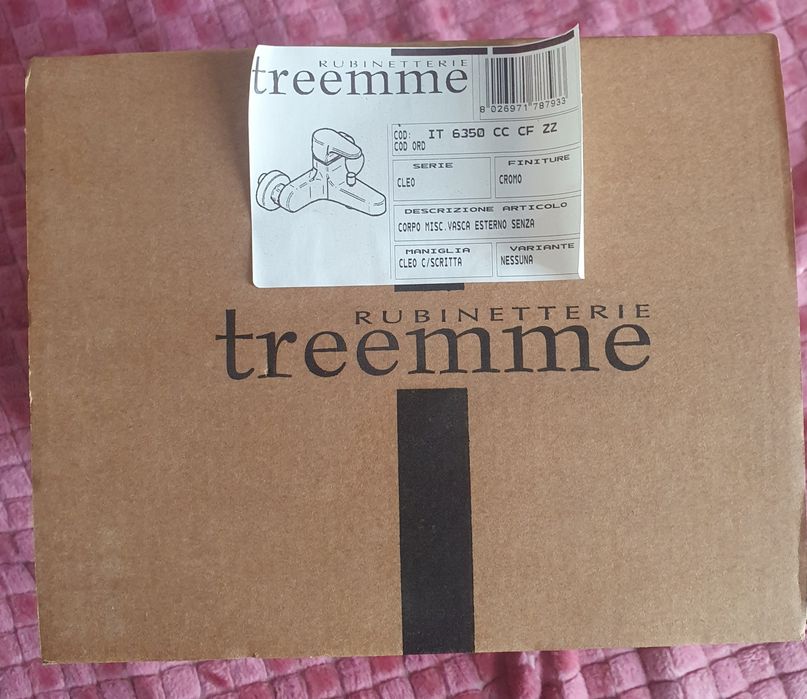 RUBINETTERIE
treemme
8 026971 787933
COD: IT 6350 CC CF ZZ
COD ORD
SERIE FINITURE
CLEO CROMO
DESCRIZIONE ARTICOLO
CORPO MISC.VASCA ESTERNO SENZA
MANIGLIA VARIANTE
CLEO C/SCRITTA NESSUNA
RUBINETTERIE
treemme